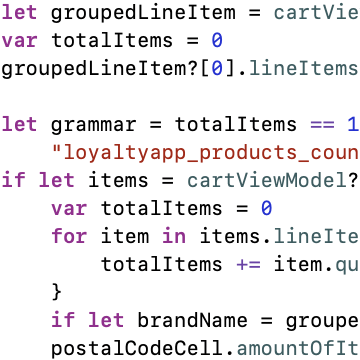 let groupedLineItem = cartVie
var totalItems = 0
groupedLineItem?[0].lineItems
let grammar = totalItems == 1
"loyaltyapp_products_coun
if let items = cartViewModel?
var totalItems = 0
for item in items.lineIte
totalItems += item.qu
}
if let brandName = groupe
postalCodeCell.amountOfIt